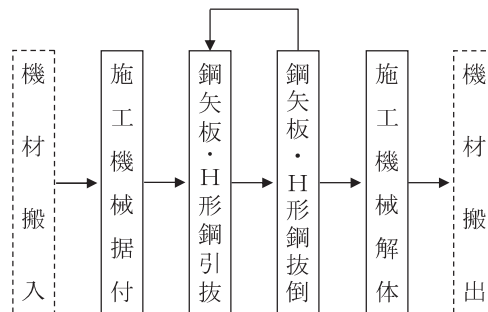 機材搬入
施工機械据付
鋼矢板・H形鋼引抜
鋼矢板・H形鋼抜倒
施工機械解体
機材搬出